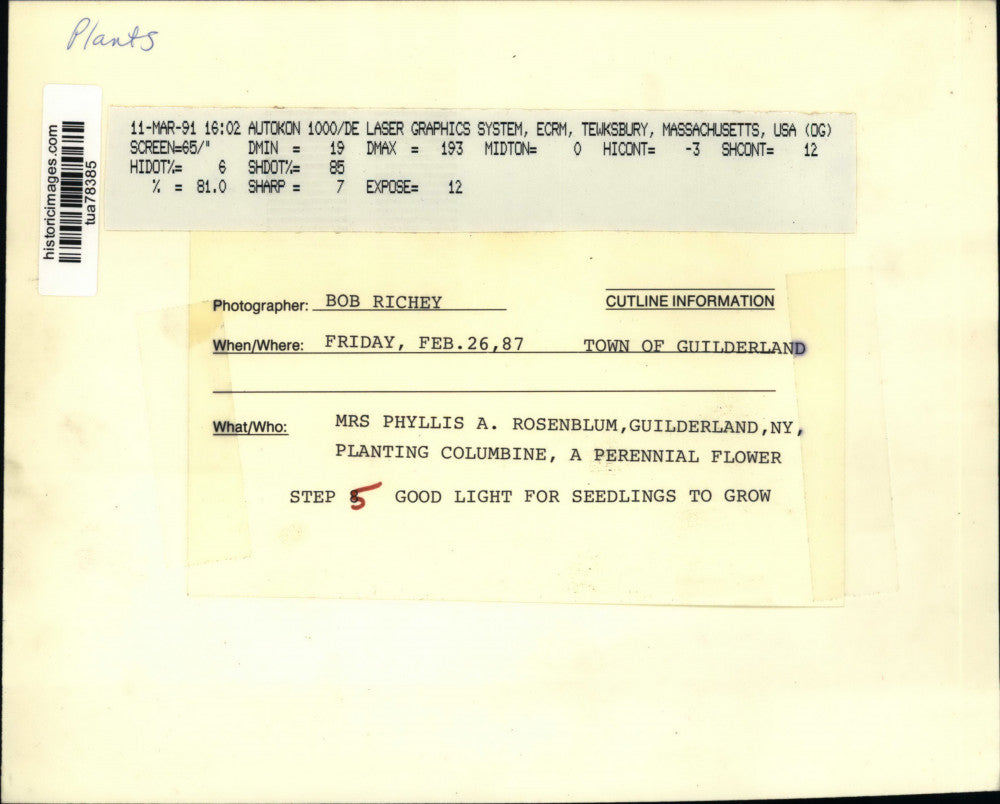 Plants
historicimages.com
tua78385
11-MAR-91 16:02 AUTOKON 1000/DE LASER GRAPHICS SYSTEM, ECRM, TEWKSBURY, MASSACHUSETTS, USA (OG)
SCREEN=65/" DMIN = 19 DMAX = 193 MIDTON= 0 HICONT= -3 SHCONT= 12
HIDOT%= 6 SHDOT%= 85
% = 81.0 SHARP = 7 EXPOSE= 12
Photographer: BOB RICHEY CUTLINE INFORMATION
When/Where: FRIDAY, FEB.26,87 TOWN OF GUILDERLAND
What/Who: MRS PHYLLIS A. ROSENBLUM,GUILDERLAND,NY,
PLANTING COLUMBINE, A PERENNIAL FLOWER
STEP 5 GOOD LIGHT FOR SEEDLINGS TO GROW